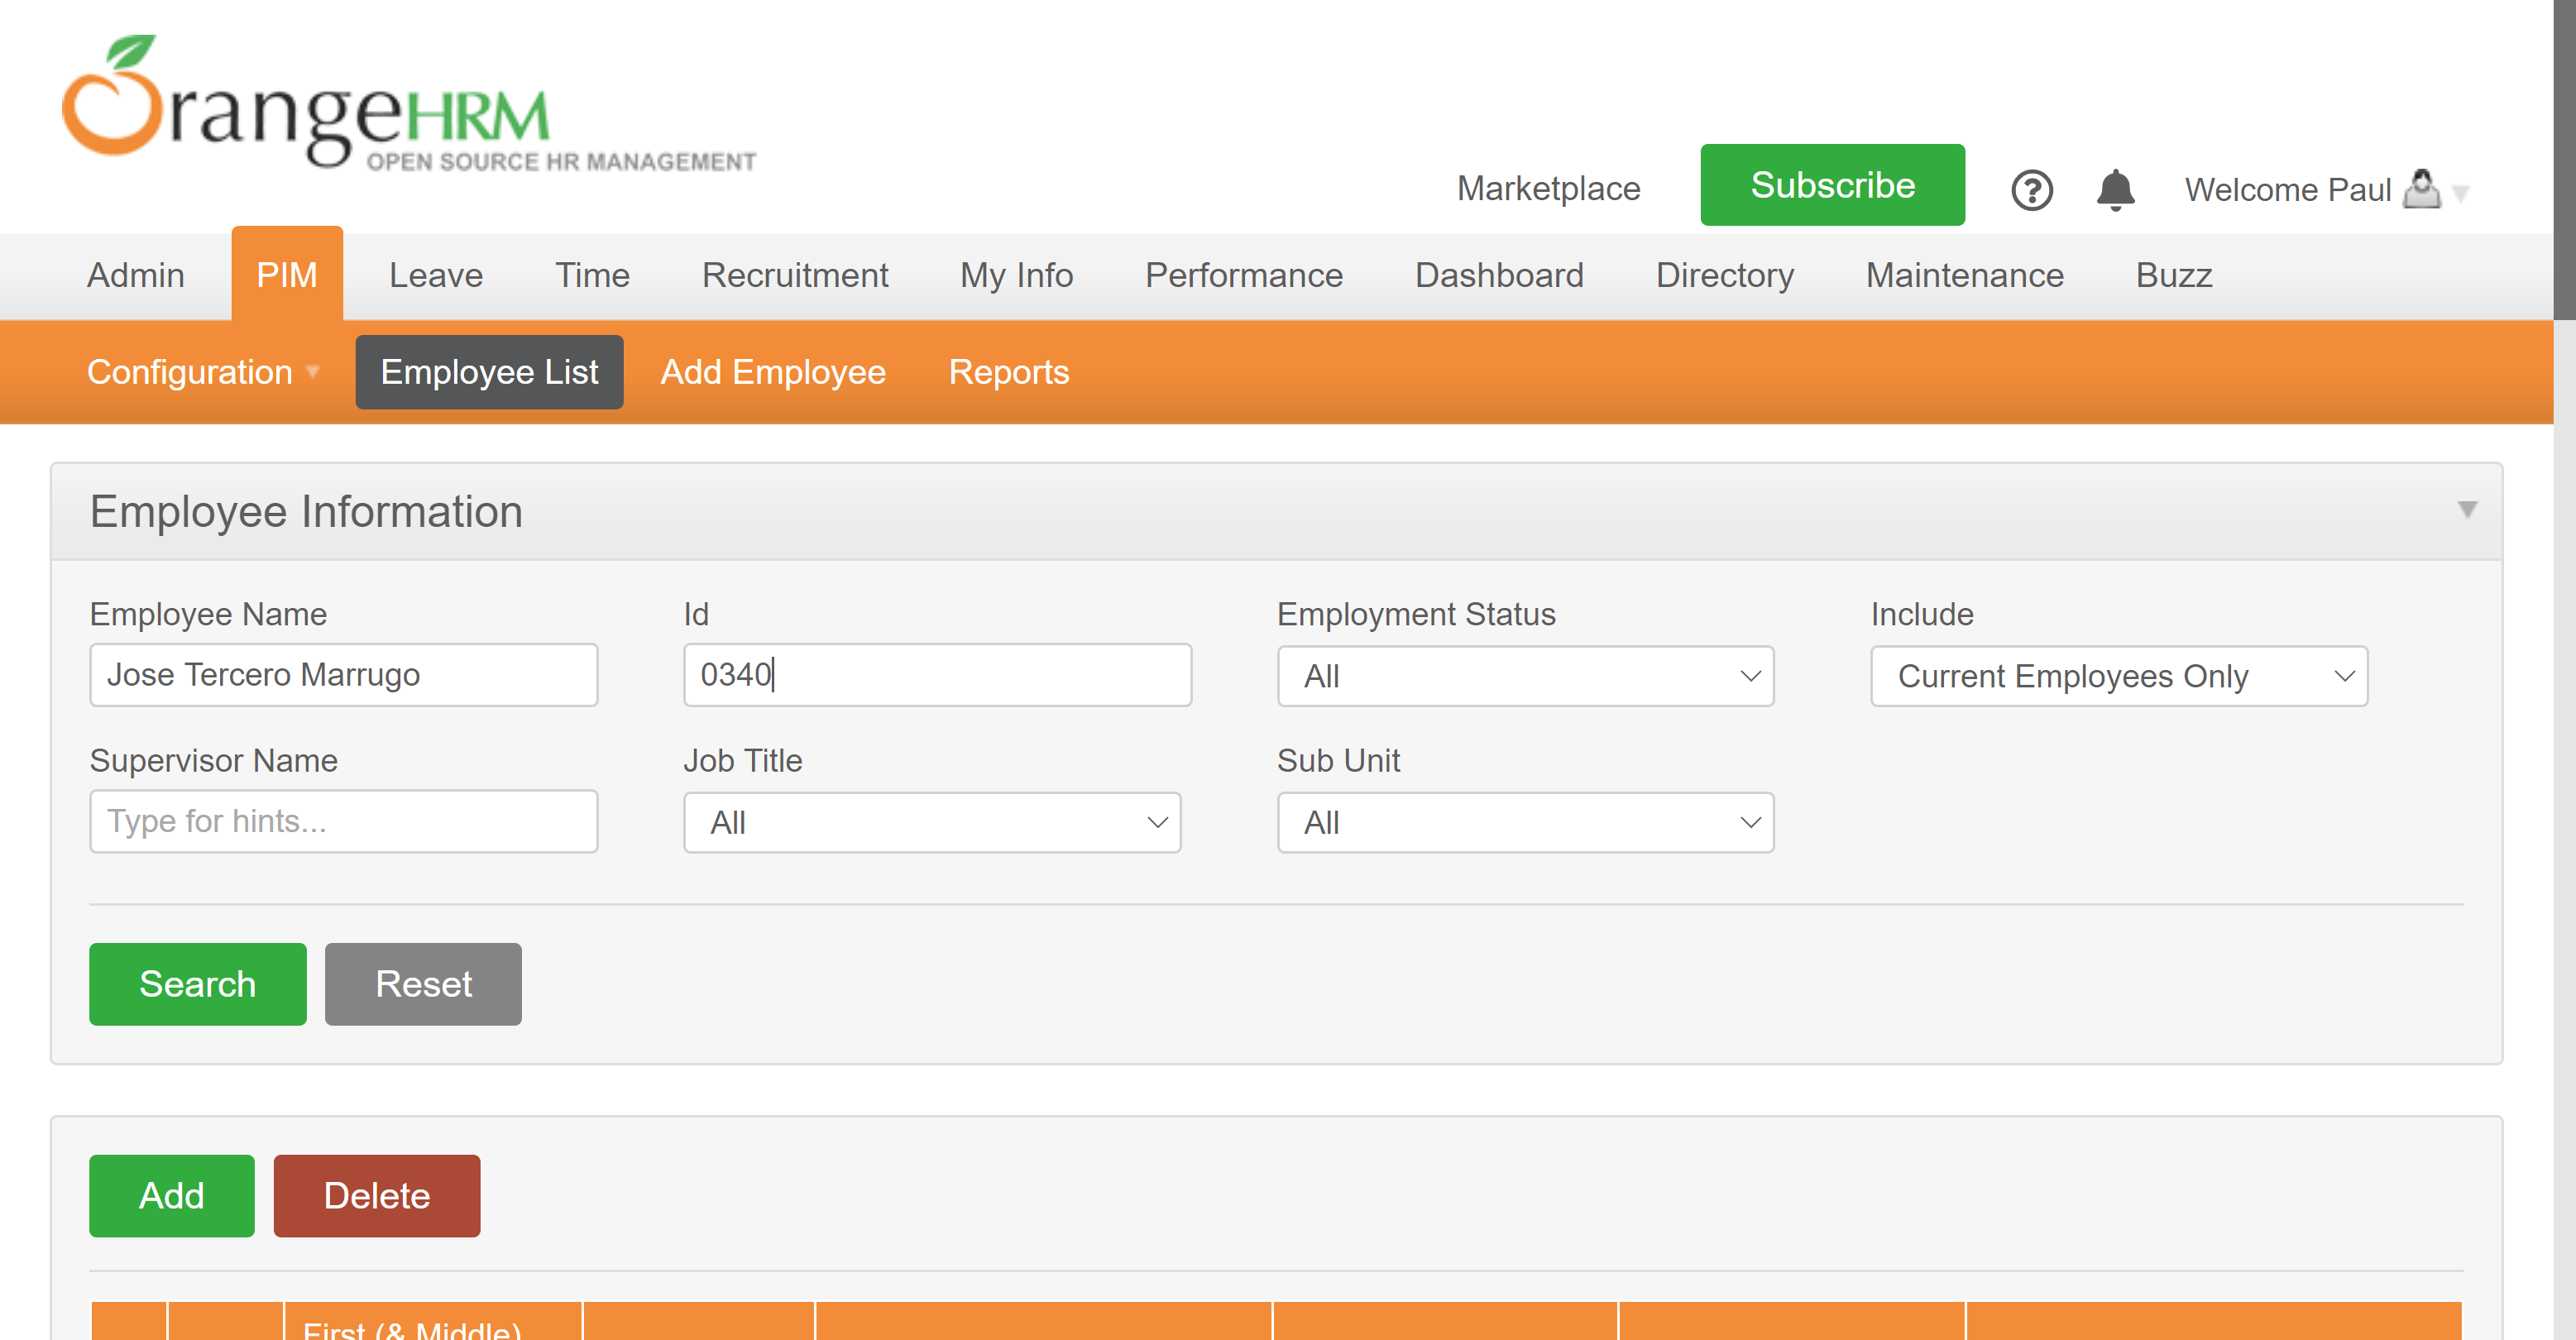 OrangeHRM
OPEN SOURCE HR MANAGEMENT
Marketplace
Subscribe
?
Welcome Paul
Admin
PIM
Leave
Time
Recruitment
My Info
Performance
Dashboard
Directory
Maintenance
Buzz
Configuration
Employee List
Add Employee
Reports
Employee Information
Employee Name
Id
Employment Status
Include
Jose Tercero Marrugo
0340
All
Current Employees Only
Supervisor Name
Job Title
Sub Unit
Type for hints...
All
All
Search
Reset
Add
Delete
First (& Middle)